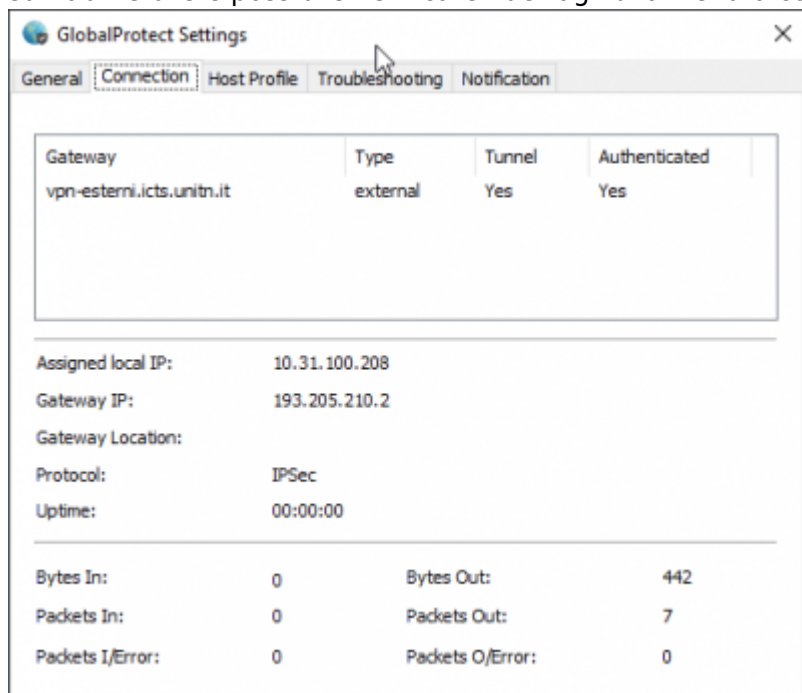 GlobalProtect Settings
General Connection Host Profile Troubleshooting Notification
Gateway Type Tunnel Authenticated
vpn-esterni.icts.unitn.it external Yes Yes
Assigned local IP: 10.31.100.208
Gateway IP: 193.205.210.2
Gateway Location:
Protocol: IPSec
Uptime: 00:00:00
Bytes In: 0 Bytes Out: 442
Packets In: 0 Packets Out: 7
Packets I/Error: 0 Packets O/Error: 0